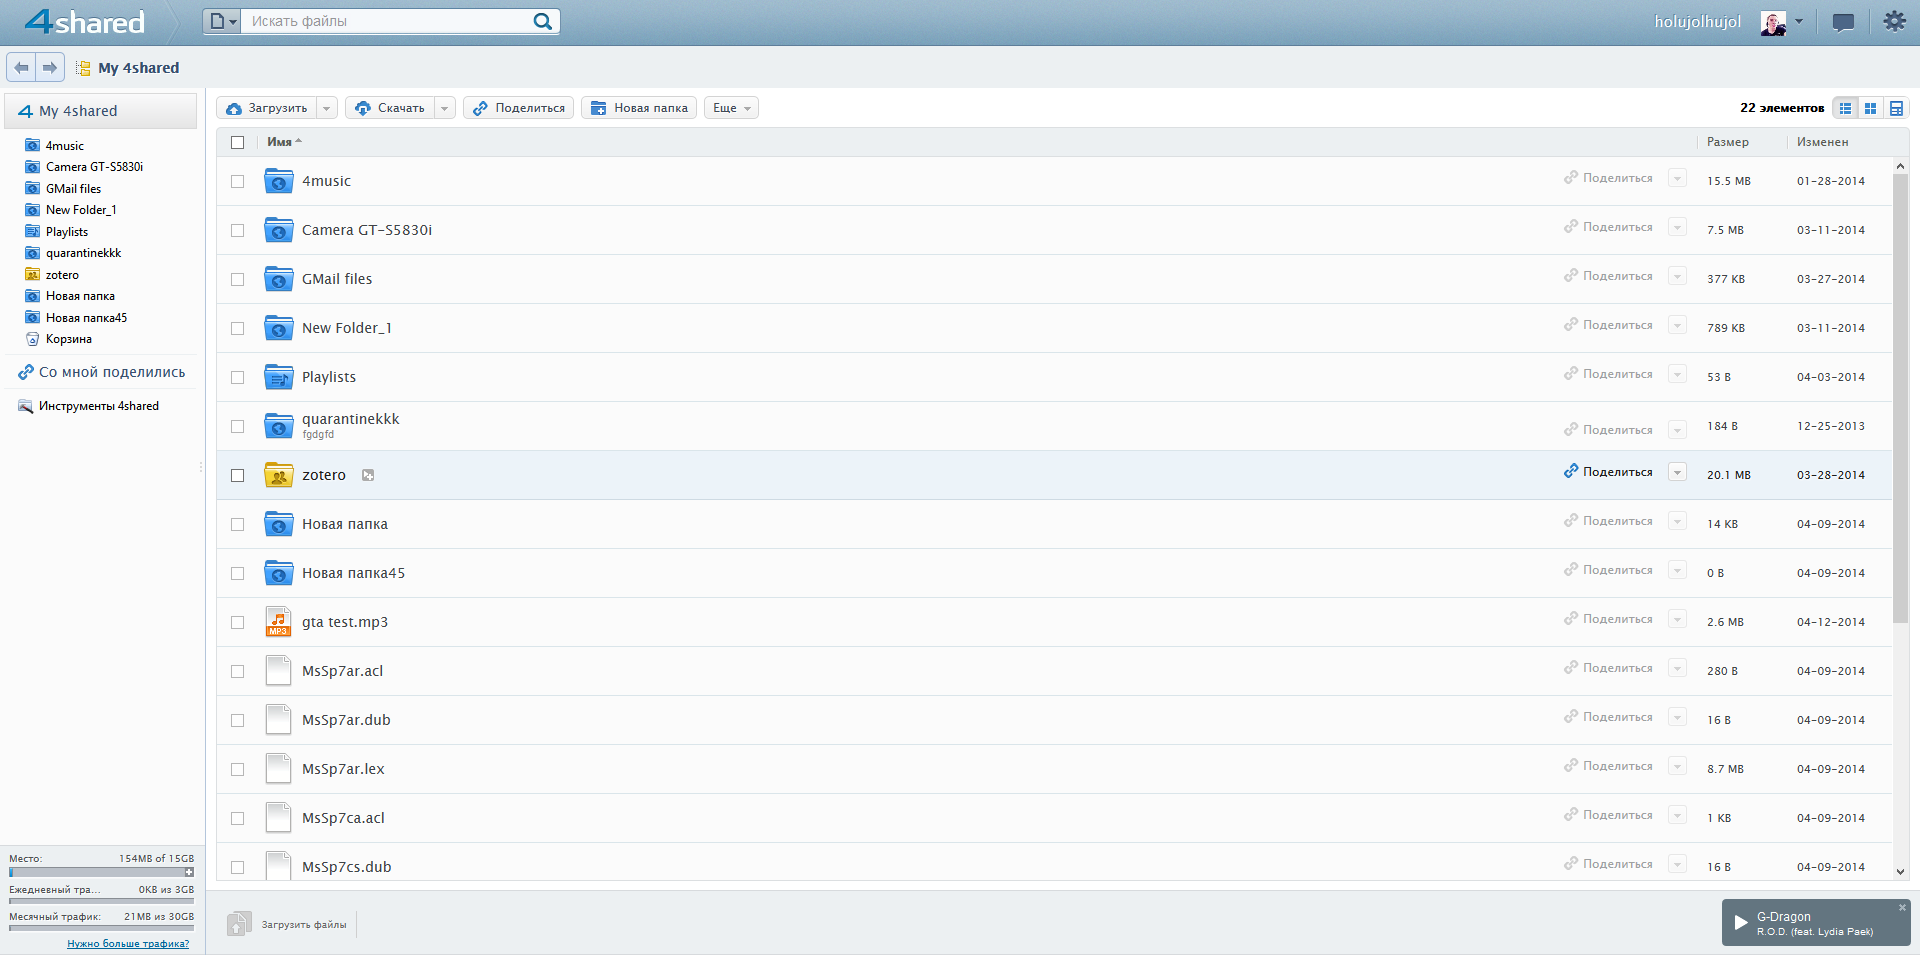 4shared
Искать файлы
holujolhujol
My 4shared
My 4shared
4music
Camera GT-S5830i
GMail files
New Folder_1
Playlists
quarantinekkk
zotero
Новая папка
Новая папка45
Корзина
Со мной поделились
Инструменты 4shared
Место: 154MB of 15GB
Ежедневный тра... 0KB из 3GB
Месячный трафик: 21MB из 30GB
Нужно больше трафика?
Загрузить Скачать Поделиться Новая папка Еще 22 элементов
Имя Размер Изменен
4music Поделиться 15.5 MB 01-28-2014
Camera GT-S5830i Поделиться 7.5 MB 03-11-2014
GMail files Поделиться 377 KB 03-27-2014
New Folder_1 Поделиться 789 KB 03-11-2014
Playlists Поделиться 53 B 04-03-2014
quarantinekkk
fgdgfd
Поделиться 184 B 12-25-2013
zotero Поделиться 20.1 MB 03-28-2014
Новая папка Поделиться 14 KB 04-09-2014
Новая папка45 Поделиться 0 B 04-09-2014
MP3 gta test.mp3 Поделиться 2.6 MB 04-12-2014
MsSp7ar.acl Поделиться 280 B 04-09-2014
MsSp7ar.dub Поделиться 16 B 04-09-2014
MsSp7ar.lex Поделиться 8.7 MB 04-09-2014
MsSp7ca.acl Поделиться 1 KB 04-09-2014
MsSp7cs.dub Поделиться 16 B 04-09-2014
Загрузить файлы
G-Dragon
R.O.D. (feat. Lydia Paek)